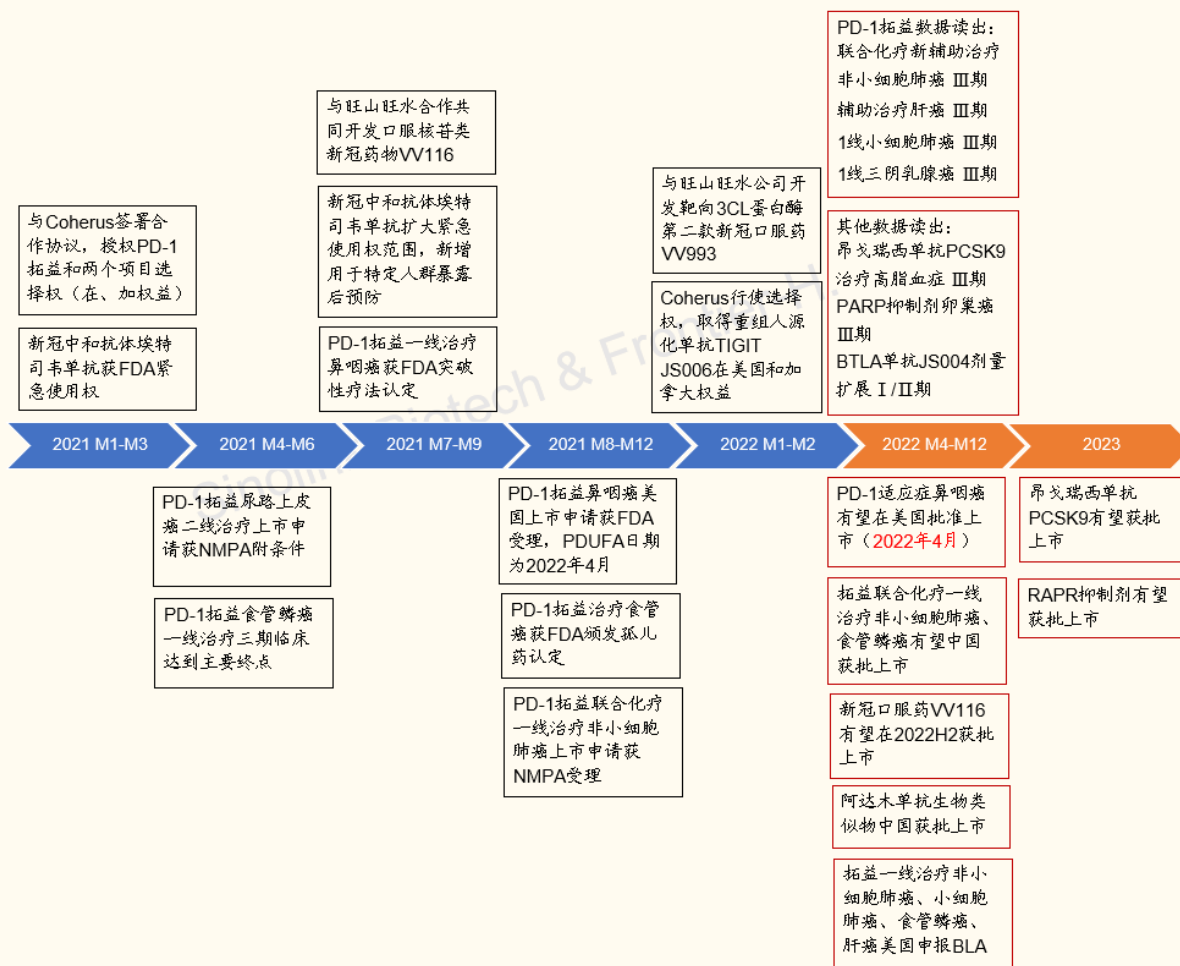 与Coherus签署合
作协议，授权PD-1
拓益和两个项目选
择权（在、加权益）
新冠中和抗体埃特
司韦单抗获FDA紧
急使用权
与旺山旺水合作共
同开发口服核苷类
新冠药物VV116
新冠中和抗体埃特
司韦单抗扩大紧急
使用权范围，新增
用于特定人群暴露
后预防
PD-1拓益一线治疗
鼻咽癌获FDA突破
性疗法认定
与旺山旺水公司开
发靶向3CL蛋白酶
第二款新冠口服药
VV993
Coherus行使选择
权，取得重组人源
化单抗TIGIT
JS006在美国和加
拿大权益
PD-1拓益数据读出：
联合化疗新辅助治疗
非小细胞肺癌 Ⅲ期
辅助治疗肝癌 Ⅲ期
1线小细胞肺癌 Ⅲ期
1线三阴乳腺癌 Ⅲ期
其他数据读出：
昂戈瑞西单抗PCSK9
治疗高脂血症 Ⅲ期
PARP抑制剂卵巢癌
Ⅲ期
BTLA单抗JS004剂量
扩展Ⅰ/Ⅱ期
2021 M1-M3
2021 M4-M6
2021 M7-M9
2021 M8-M12
2022 M1-M2
2022 M4-M12
2023
PD-1拓益尿路上皮
癌二线治疗上市申
请获NMPA附条件
PD-1拓益食管鳞癌
一线治疗三期临床
达到主要终点
PD-1拓益鼻咽癌美
国上市申请获FDA
受理，PDUFA日期
为2022年4月
PD-1拓益治疗食管
癌获FDA颁发孤儿
药认定
PD-1拓益联合化疗
一线治疗非小细胞
肺癌上市申请获
NMPA受理
PD-1适应症鼻咽癌
有望在美国批准上
市（2022年4月）
拓益联合化疗一线
治疗非小细胞肺癌、
食管鳞癌有望中国
获批上市
新冠口服药VV116
有望在2022H2获批
上市
阿达木单抗生物类
似物中国获批上市
拓益一线治疗非小
细胞肺癌、小细胞
肺癌、食管鳞癌、
肝癌美国申报BLA
昂戈瑞西单抗
PCSK9有望获批
上市
RAPR抑制剂有望
获批上市